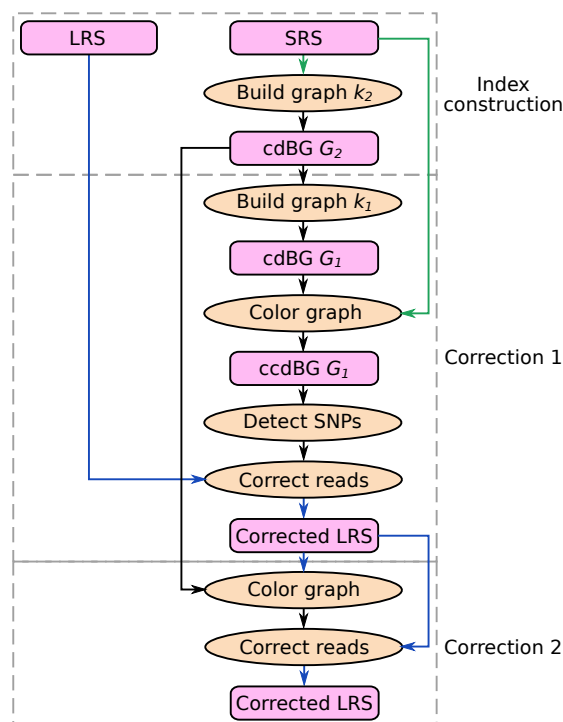 LRS
SRS
Build graph k₂
Index
construction
cdBG G₂
Build graph k₁
cdBG G₁
Color graph
Correction 1
ccdBG G₁
Detect SNPs
Correct reads
Corrected LRS
Color graph
Correct reads
Correction 2
Corrected LRS